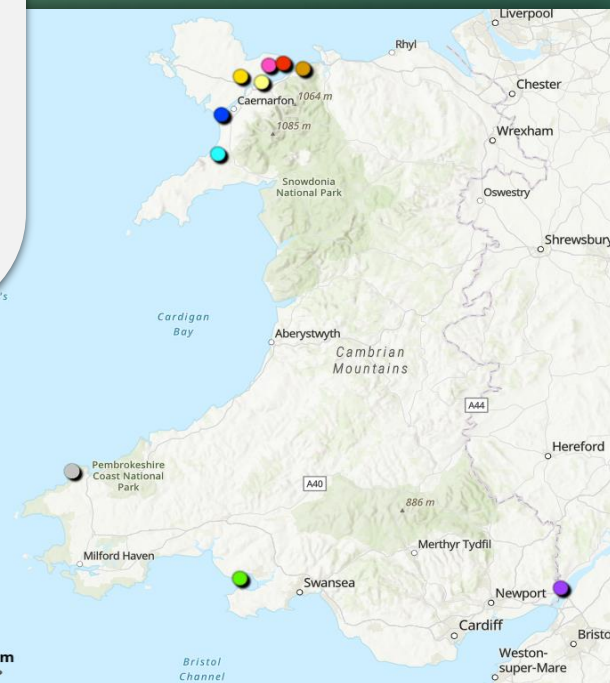 Liverpool
Rhyl
Chester
1064 m
Caernarfon
1085 m
Wrexham
Snowdonia
National Park
Oswestry
Shrewsbury
's
Cardigan
Bay
Aberystwyth
Cambrian
Mountains
A44
Hereford
Pembrokeshire
Coast National
Park
A40
886 m
Milford Haven
Merthyr Tydfil
Swansea
Newport
Cardiff
Bristo
m
Weston-
super-Mare
Bristol
Channel